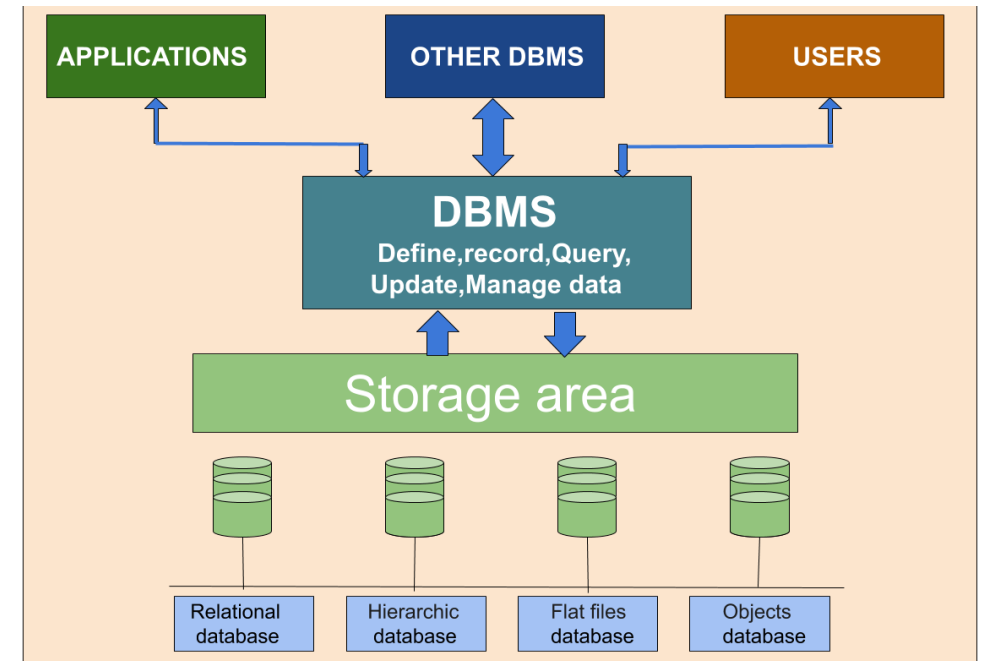 APPLICATIONS
OTHER DBMS
USERS
DBMS
Define,record,Query,
Update,Manage data
Storage area
Relational
database
Hierarchic
database
Flat files
database
Objects
database